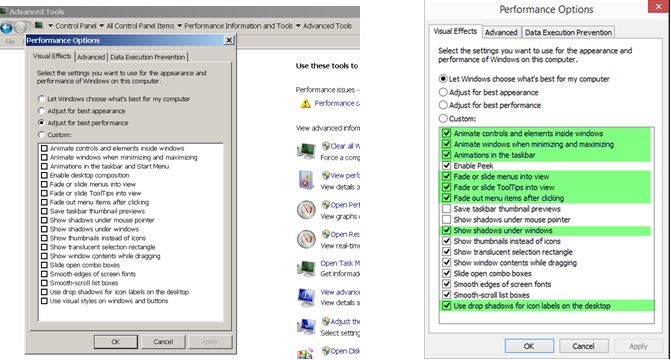 Advanced Tools
Control Panel
All Control Panel Items
Performance Information and Tools
Advanced Tools
File
Performance Options
Visual Effects
Advanced
Data Execution Prevention
Select the settings you want to use for the appearance and
performance of Windows on this computer.
Let Windows choose what's best for my computer
Adjust for best appearance
Adjust for best performance
Custom:
Animate controls and elements inside windows
Animate windows when minimizing and maximizing
Animations in the taskbar and Start Menu
Enable desktop composition
Fade or slide menus into view
Fade or slide ToolTips into view
Fade out menu items after clicking
Save taskbar thumbnail previews
Show shadows under mouse pointer
Show shadows under windows
Show thumbnails instead of icons
Show translucent selection rectangle
Show window contents while dragging
Slide open combo boxes
Smooth edges of screen fonts
Smooth-scroll list boxes
Use drop shadows for icon labels on the desktop
Use visual styles on windows and buttons
OK
Cancel
Apply
Use these tools to
Performance issues
Performance ca
View advanced infor
Clear all W
Force a comp
View perfo
View details o
Open Perf
View graphs o
Open Res
View real-time
Open Task M
Get informat
View advance
View details a
Adjust the
Select setting
Open Disk
Performance Options
Visual Effects
Advanced
Data Execution Prevention
Select the settings you want to use for the appearance and
performance of Windows on this computer.
Let Windows choose what's best for my computer
Adjust for best appearance
Adjust for best performance
Custom:
Animate controls and elements inside windows
Animate windows when minimizing and maximizing
Animations in the taskbar
Enable Peek
Fade or slide menus into view
Fade or slide ToolTips into view
Fade out menu items after clicking
Save taskbar thumbnail previews
Show shadows under mouse pointer
Show shadows under windows
Show thumbnails instead of icons
Show translucent selection rectangle
Show window contents while dragging
Slide open combo boxes
Smooth edges of screen fonts
Smooth-scroll list boxes
Use drop shadows for icon labels on the desktop
OK
Cancel
Apply